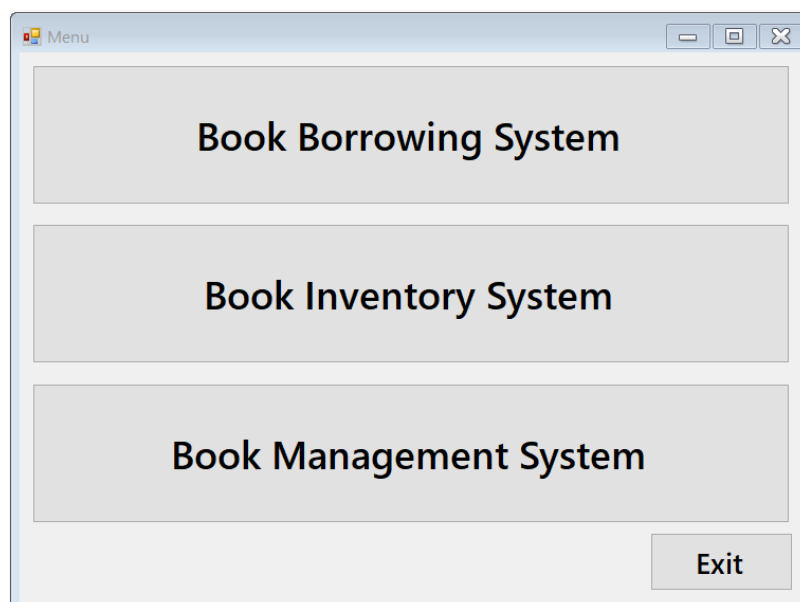 Menu
Book Borrowing System
Book Inventory System
Book Management System
Exit